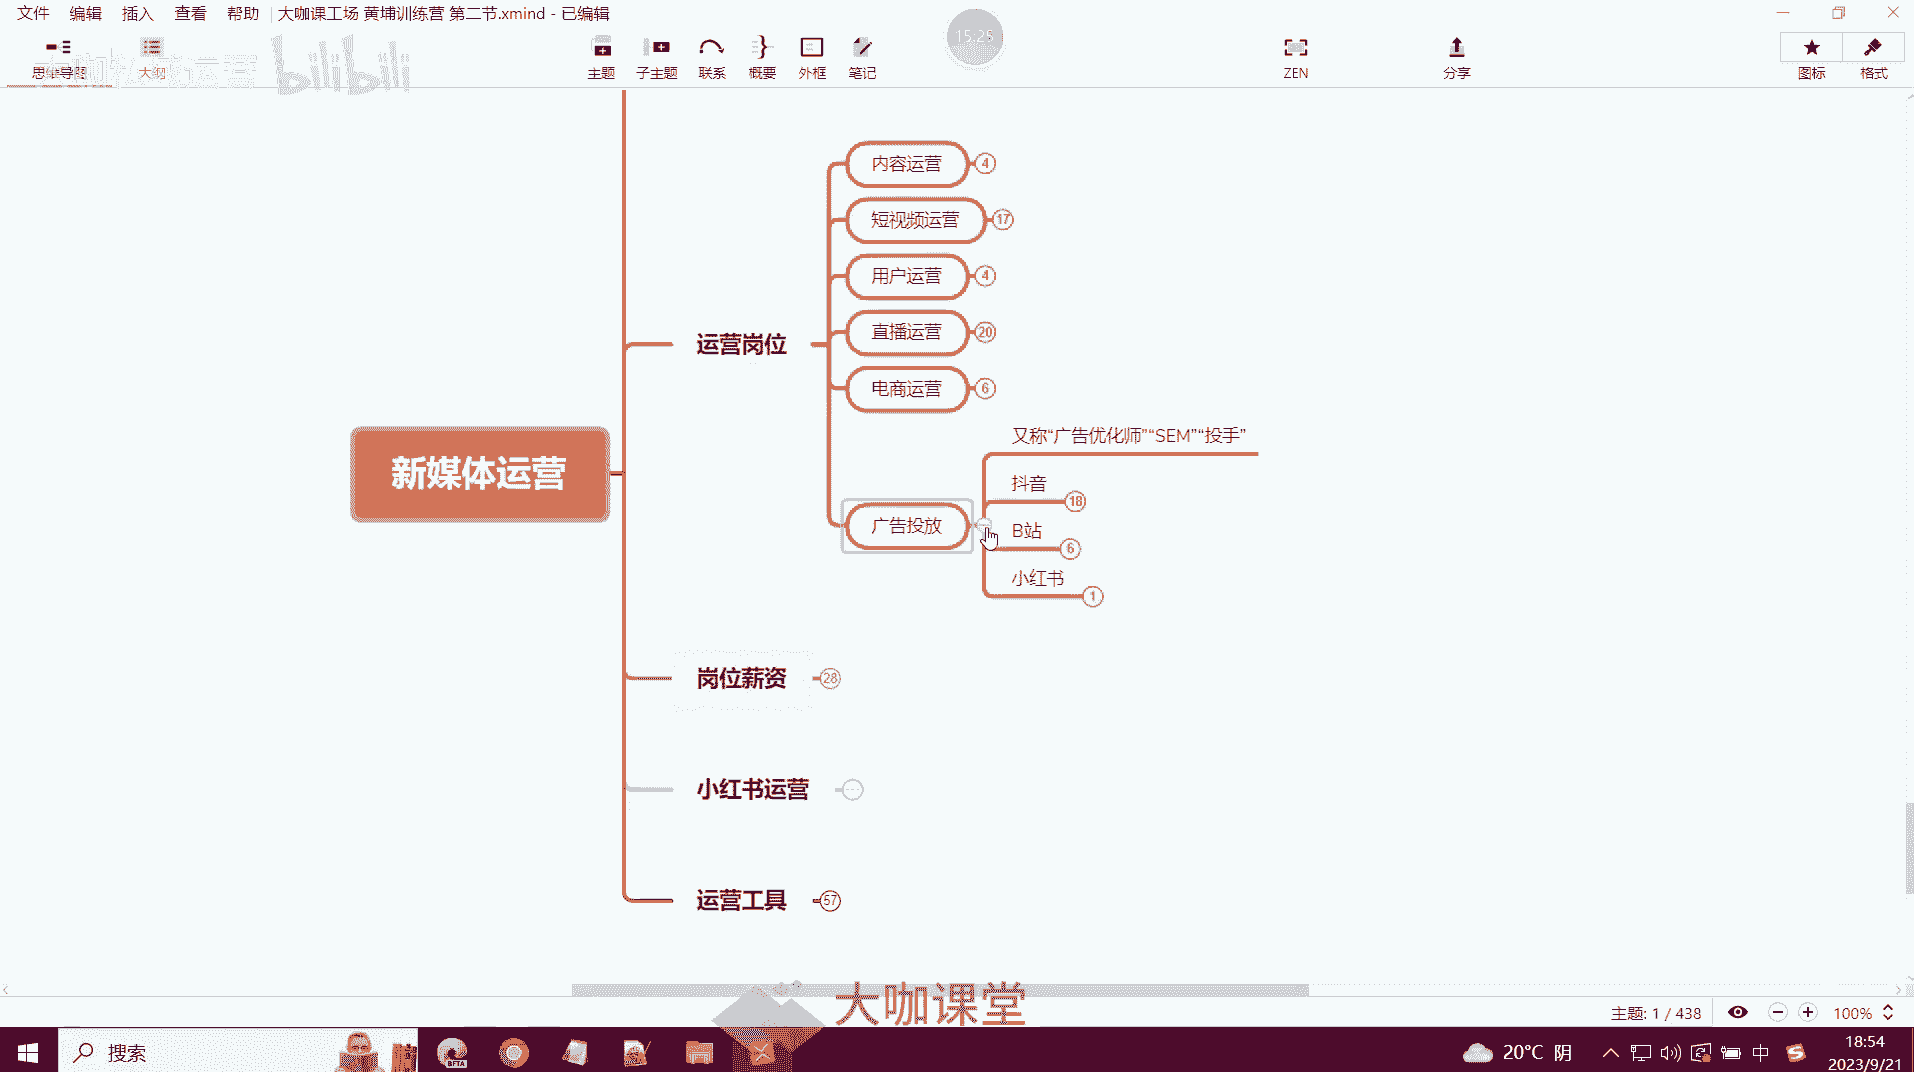 文件 编辑 插入 查看 帮助 大咖课工场 黄埔训练营 第二节.xmind - 已编辑
15:25
bilibili
思维导图 大纲 主题 子主题 联系 概要 外框 笔记 ZEN 分享 图标 格式
内容运营 4
短视频运营 17
用户运营 4
直播运营 20
电商运营 6
运营岗位
又称“广告优化师”“SEM”“投手”
抖音 18
B站 6
小红书 1
广告投放
新媒体运营
岗位薪资 28
小红书运营
运营工具 57
大咖课堂
主题: 1 / 438 100%
搜索
BETA
20°C 阴
中
18:54
2023/9/21